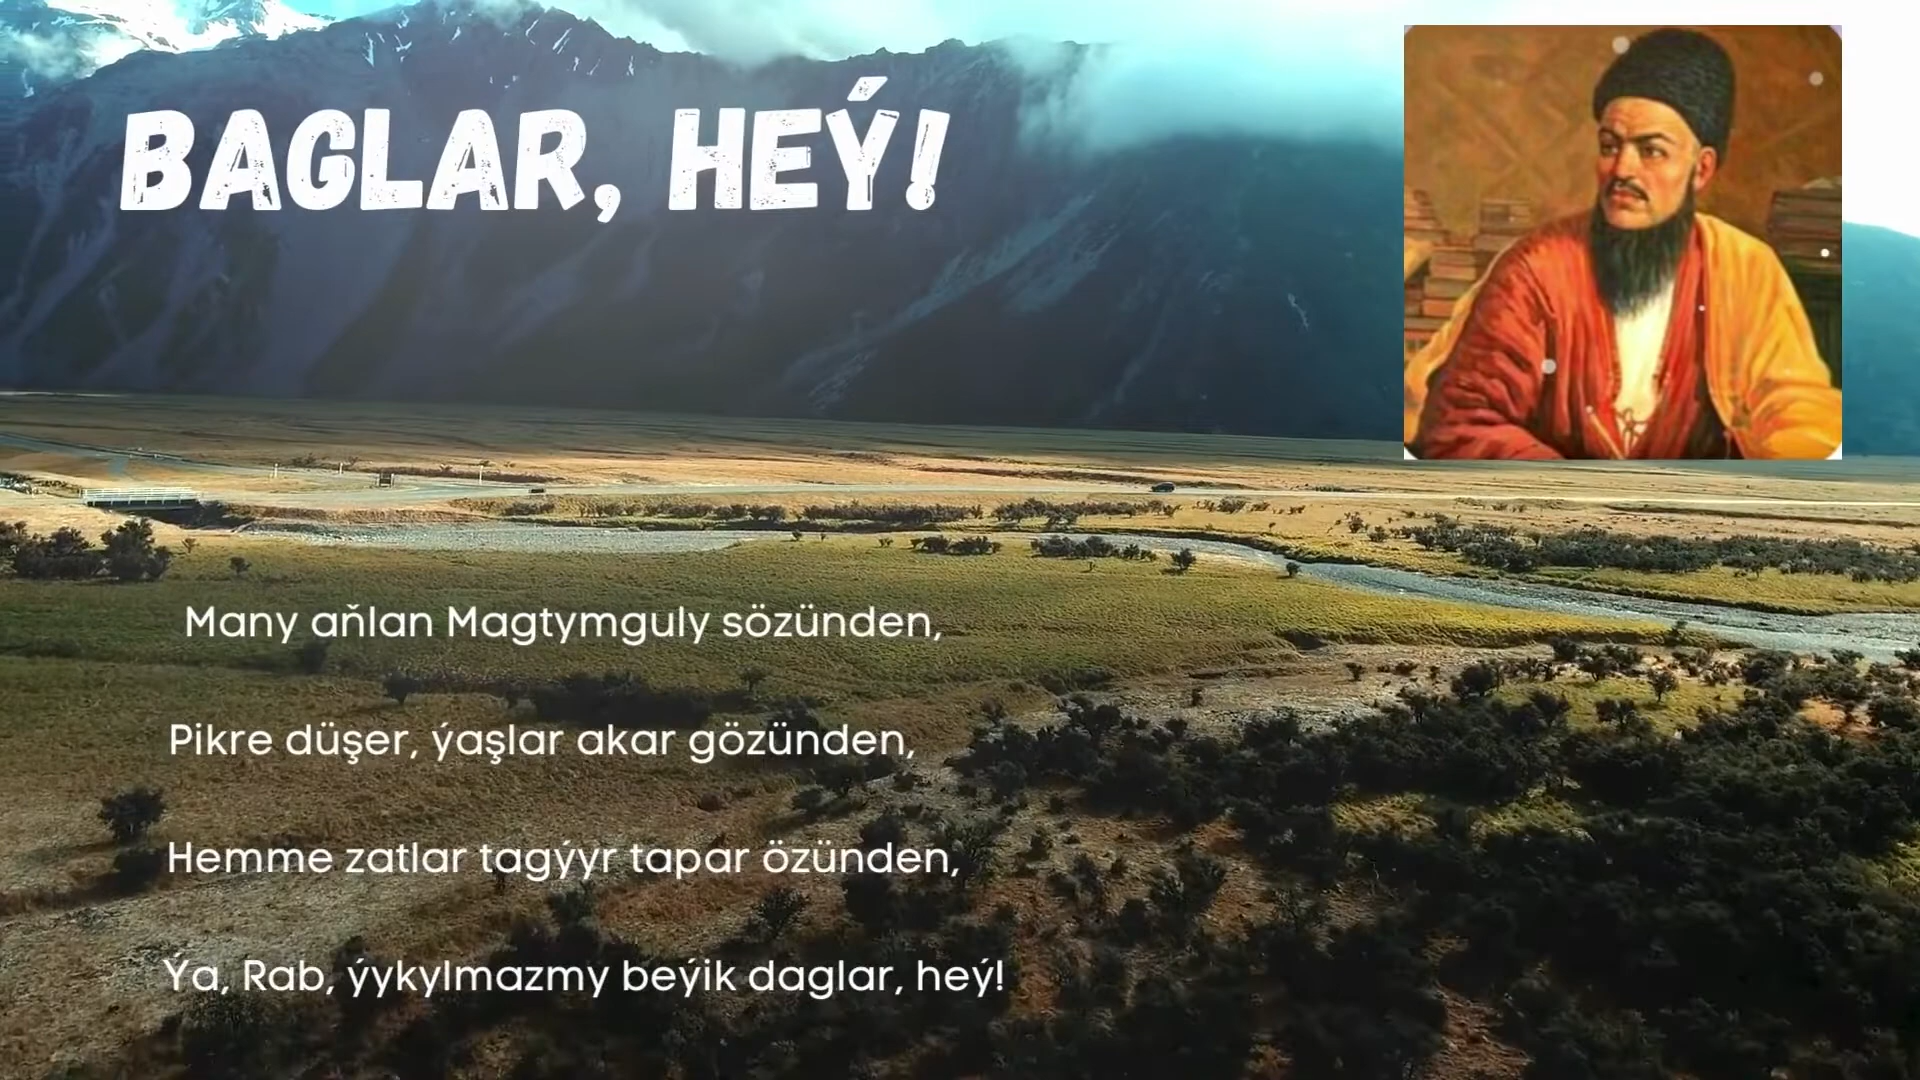 BAGLAR, HEÝ!
Many aňlan Magtymguly sözünden,
Pikre düşer, ýaşlar akar gözünden,
Hemme zatlar tagýyr tapar özünden,
Ýa, Rab, ýykylmazmy beýik daglar, heý!